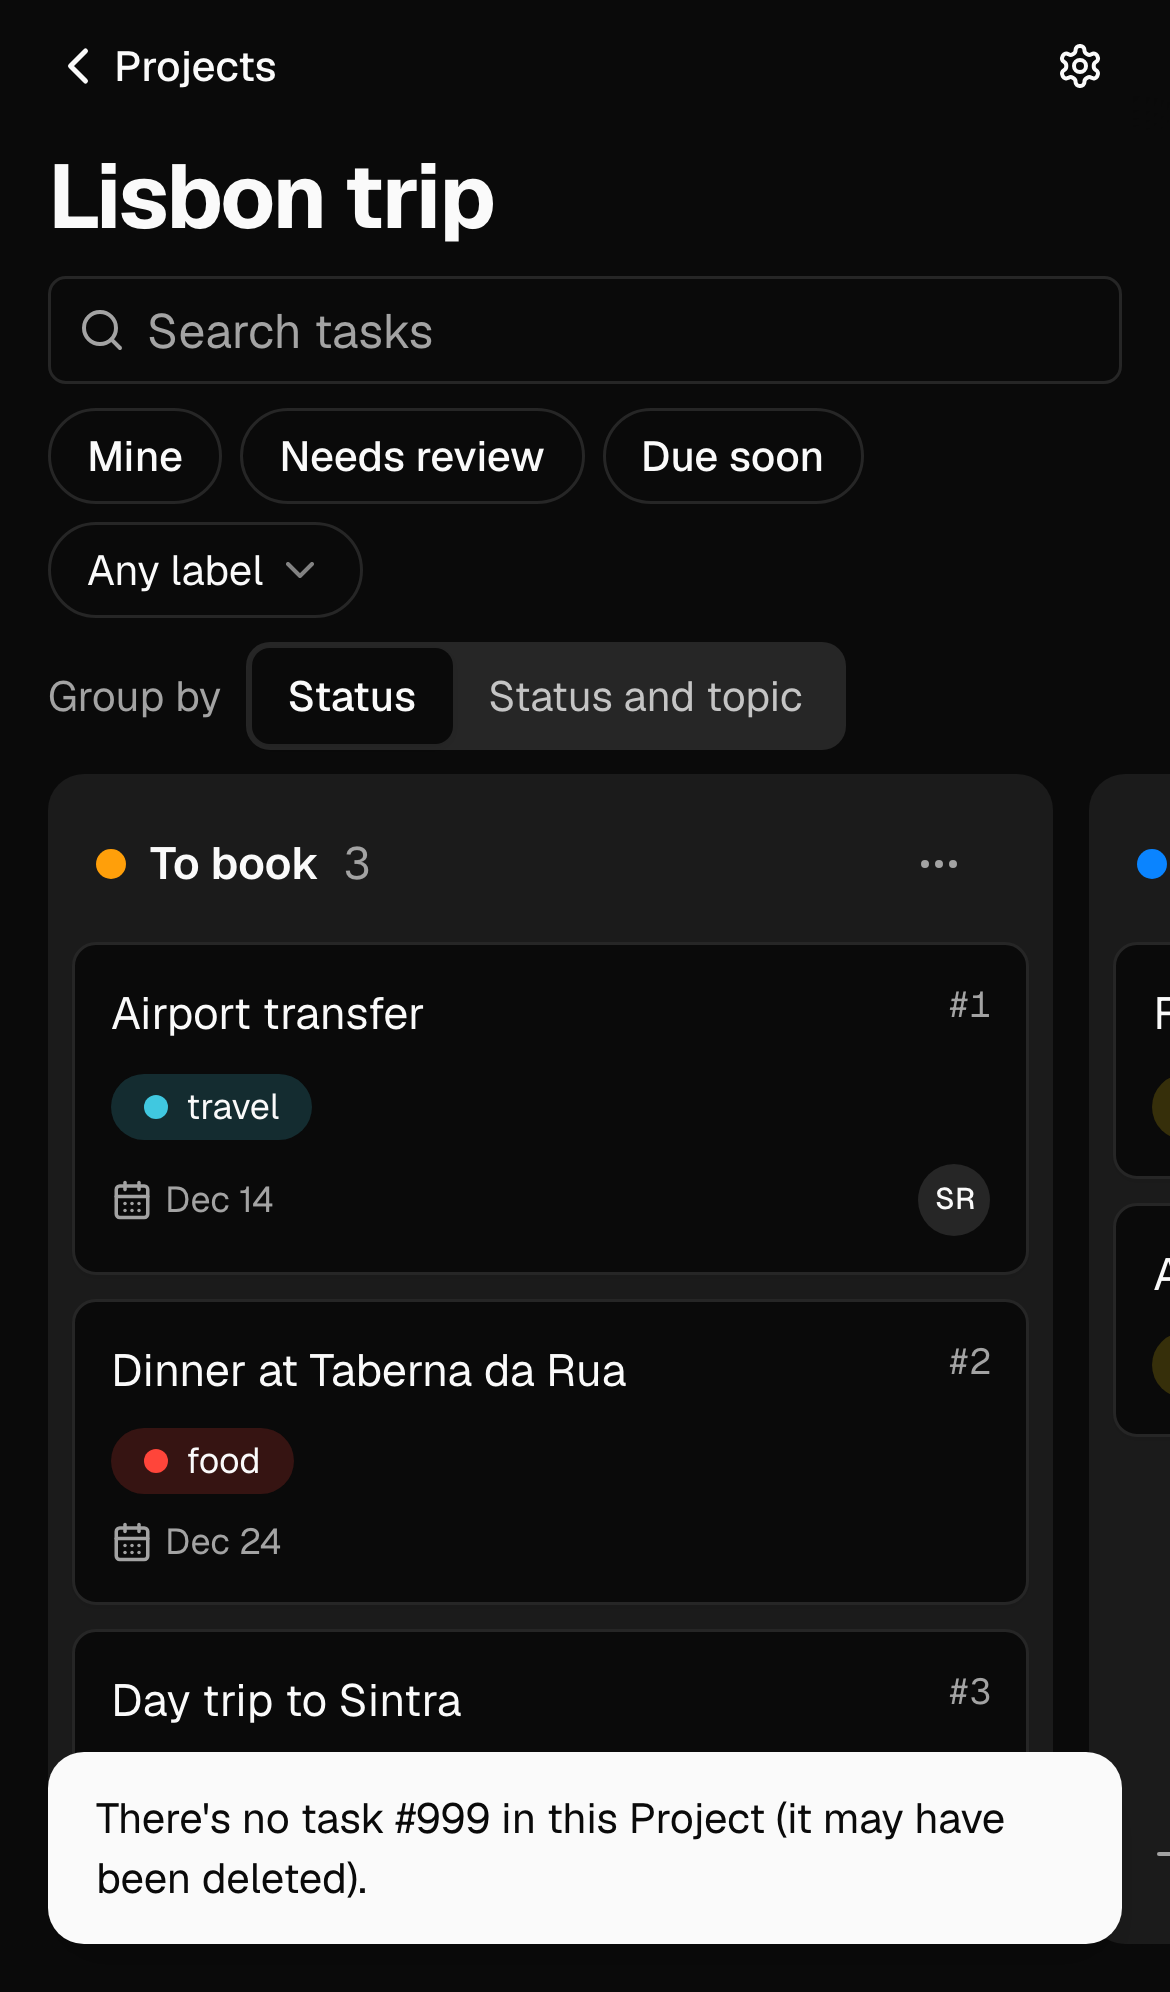 Projects
Lisbon trip
Search tasks
Mine
Needs review
Due soon
Any label
Group by
Status
Status and topic
To book 3
Airport transfer
#1
travel
Dec 14
SR
Dinner at Taberna da Rua
#2
food
Dec 24
Day trip to Sintra
#3
There's no task #999 in this Project (it may have
been deleted).